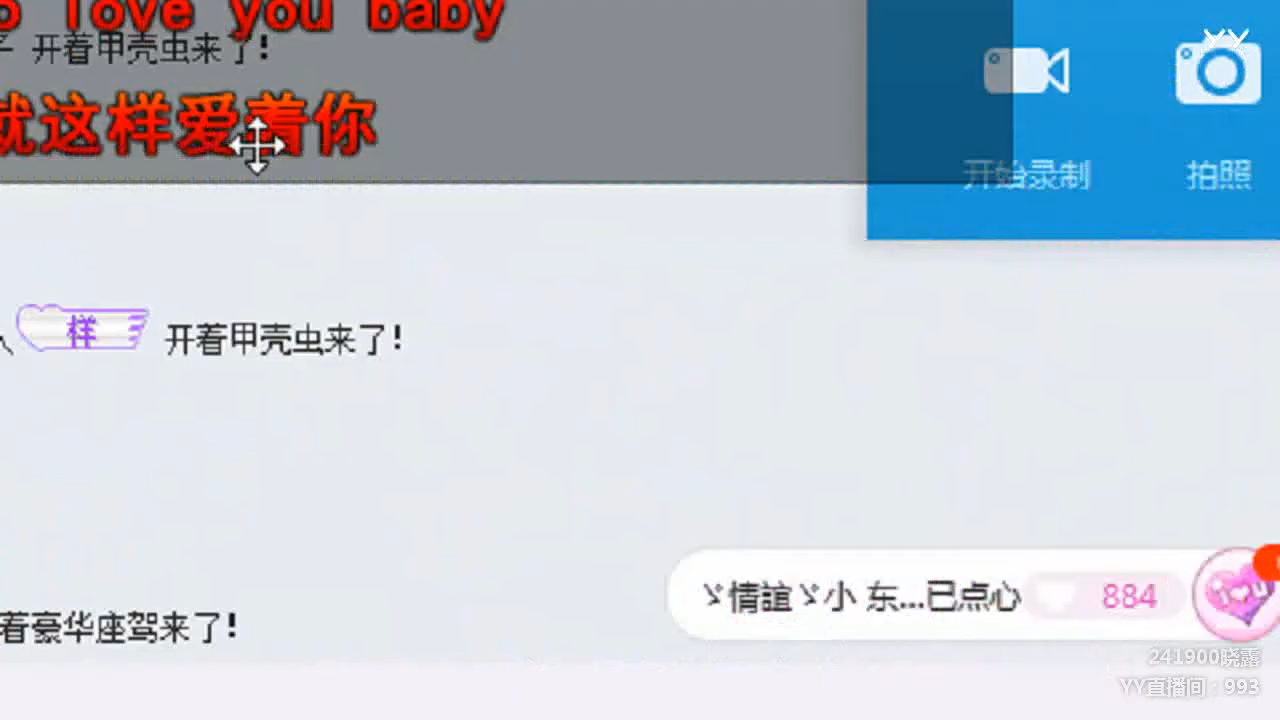 love you baby
YY
开着甲壳虫来了!
就这样爱着你
开始录制
拍照
样 开着甲壳虫来了!
ゞ情誼ゞ小 东...已点心 884
着豪华座驾来了!
241900晓露
YY直播间:993